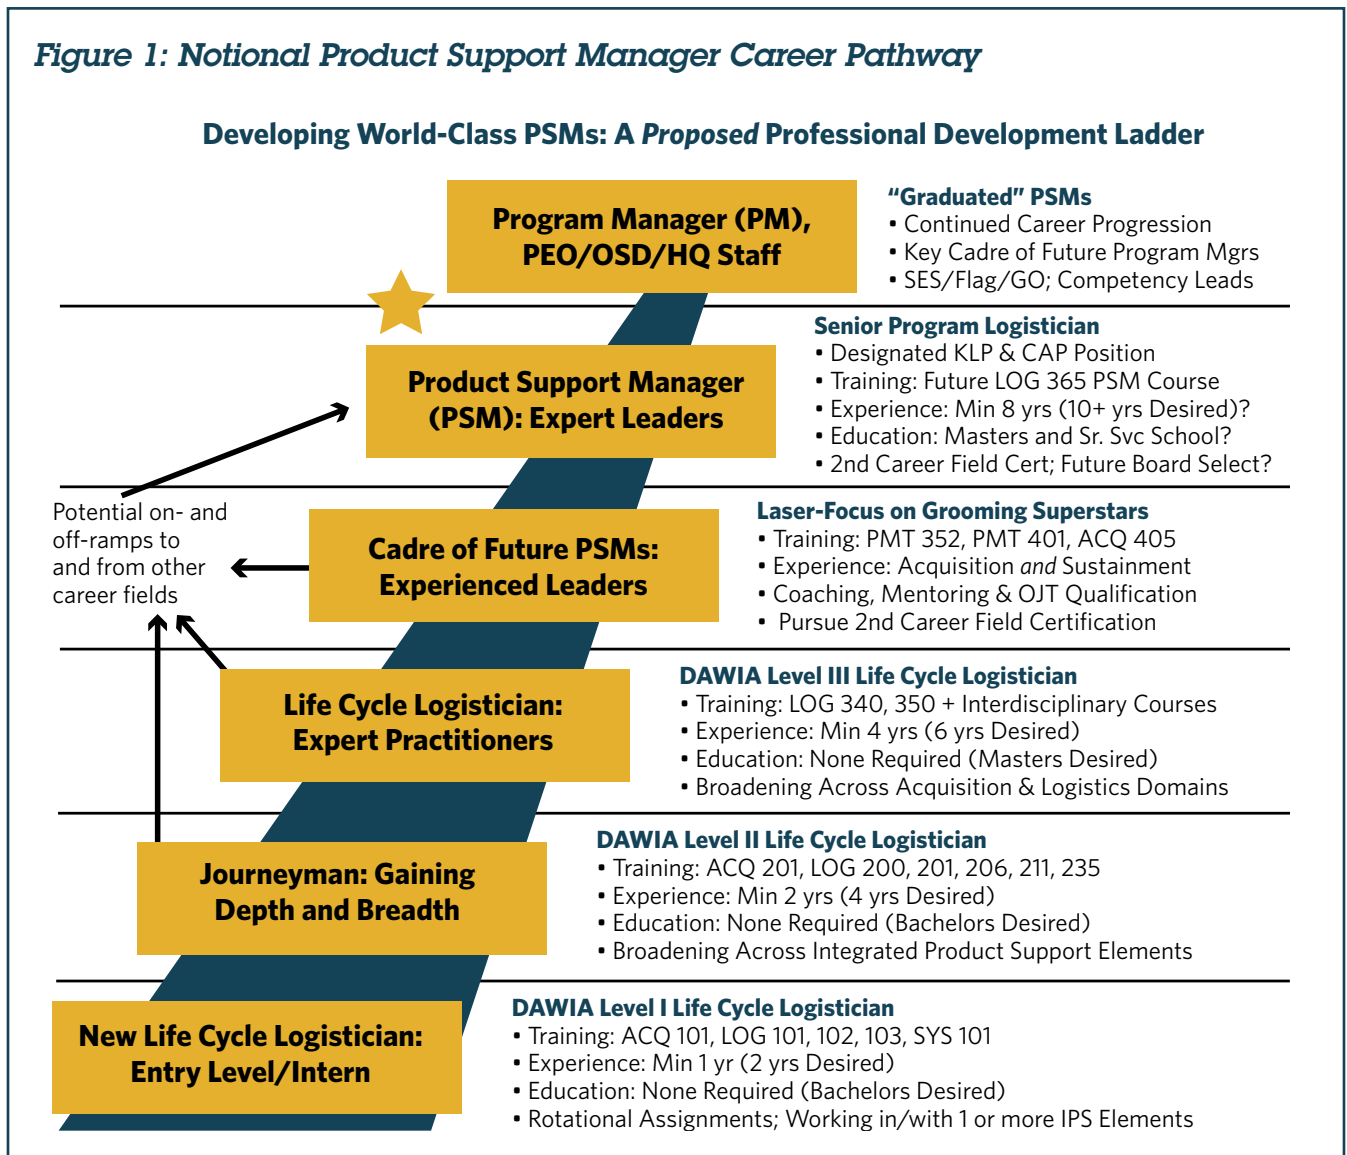 Figure 1: Notional Product Support Manager Career Pathway
Developing World-Class PSMs: A Proposed Professional Development Ladder
Program Manager (PM),
PEO/OSD/HQ Staff
“Graduated” PSMs
• Continued Career Progression
• Key Cadre of Future Program Mgrs
• SES/Flag/GO; Competency Leads
Product Support Manager
(PSM): Expert Leaders
Senior Program Logistician
• Designated KLP & CAP Position
• Training: Future LOG 365 PSM Course
• Experience: Min 8 yrs (10+ yrs Desired)?
• Education: Masters and Sr. Svc School?
• 2nd Career Field Cert; Future Board Select?
Potential on- and
off-ramps to
and from other
career fields
Cadre of Future PSMs:
Experienced Leaders
Laser-Focus on Grooming Superstars
• Training: PMT 352, PMT 401, ACQ 405
• Experience: Acquisition and Sustainment
• Coaching, Mentoring & OJT Qualification
• Pursue 2nd Career Field Certification
Life Cycle Logistician:
Expert Practitioners
DAWIA Level III Life Cycle Logistician
• Training: LOG 340, 350 + Interdisciplinary Courses
• Experience: Min 4 yrs (6 yrs Desired)
• Education: None Required (Masters Desired)
• Broadening Across Acquisition & Logistics Domains
Journeyman: Gaining
Depth and Breadth
DAWIA Level II Life Cycle Logistician
• Training: ACQ 201, LOG 200, 201, 206, 211, 235
• Experience: Min 2 yrs (4 yrs Desired)
• Education: None Required (Bachelors Desired)
• Broadening Across Integrated Product Support Elements
New Life Cycle Logistician:
Entry Level/Intern
DAWIA Level I Life Cycle Logistician
• Training: ACQ 101, LOG 101, 102, 103, SYS 101
• Experience: Min 1 yr (2 yrs Desired)
• Education: None Required (Bachelors Desired)
• Rotational Assignments; Working in/with 1 or more IPS Elements